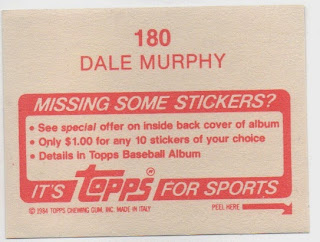 180
DALE MURPHY
MISSING SOME STICKERS?
• See special offer on inside back cover of album
• Only $1.00 for any 10 stickers of your choice
• Details in Topps Baseball Album
IT'S topps® FOR SPORTS
© 1984 TOPPS CHEWING GUM, INC. MADE IN ITALY PEEL HERE